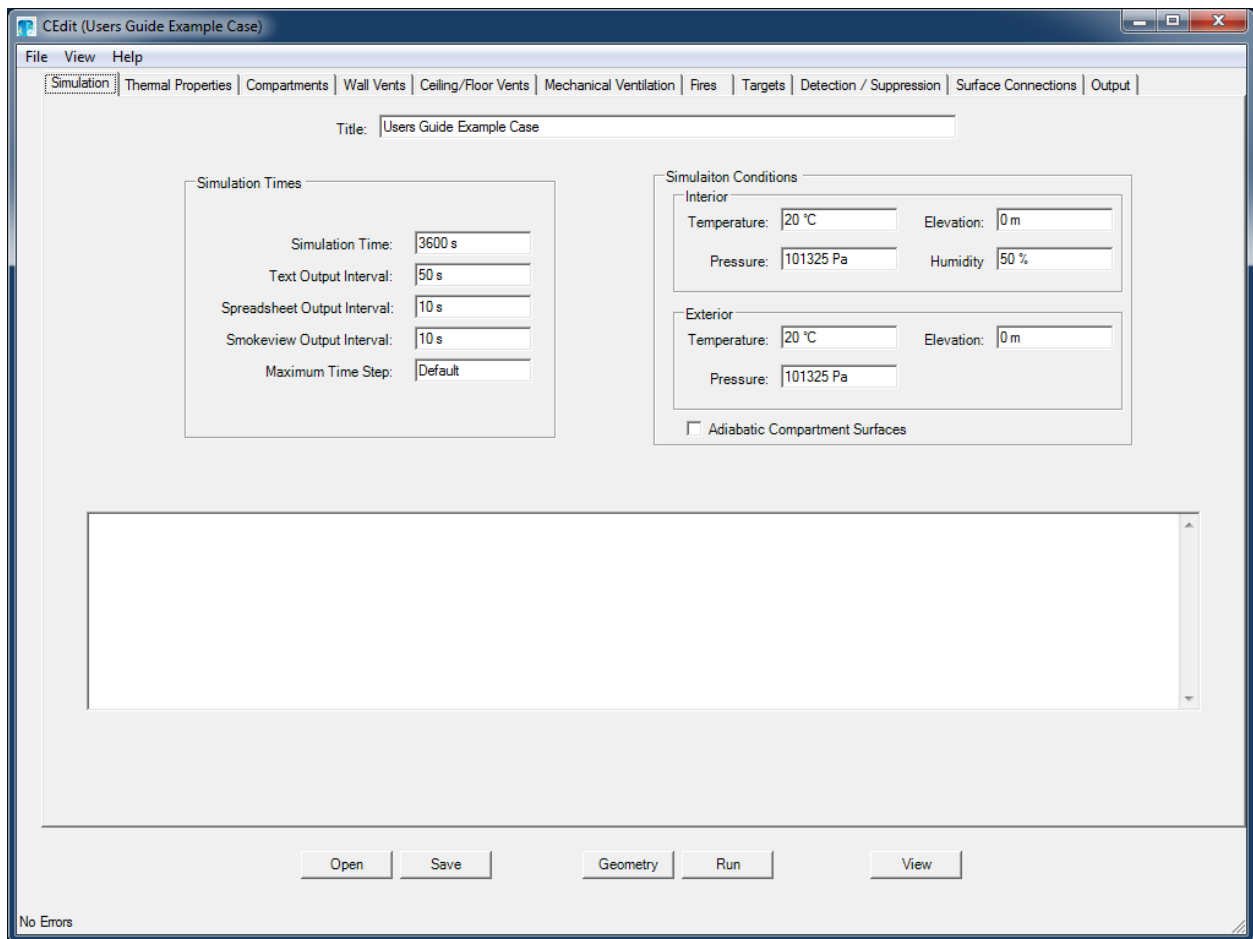 CEdit (Users Guide Example Case)
File View Help
Simulation Thermal Properties Compartments Wall Vents Ceiling/Floor Vents Mechanical Ventilation Fires Targets Detection / Suppression Surface Connections Output
Title: Users Guide Example Case
Simulation Times
Simulation Time: 3600 s
Text Output Interval: 50 s
Spreadsheet Output Interval: 10 s
Smokeview Output Interval: 10 s
Maximum Time Step: Default
Simulaiton Conditions
Interior
Temperature: 20 °C Elevation: 0 m
Pressure: 101325 Pa Humidity 50 %
Exterior
Temperature: 20 °C Elevation: 0 m
Pressure: 101325 Pa
Adiabatic Compartment Surfaces
Open Save Geometry Run View
No Errors